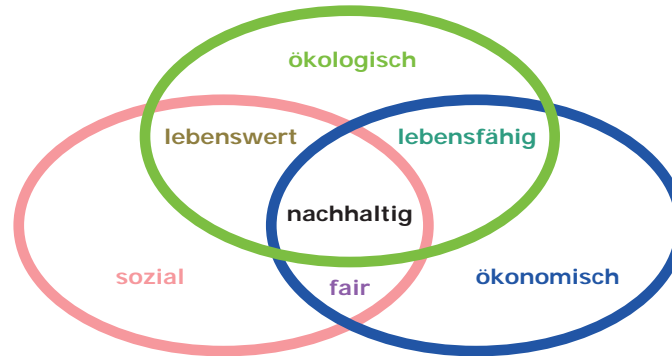 ökologisch
lebenswert
lebensfähig
nachhaltig
sozial
fair
ökonomisch